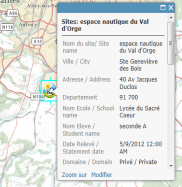 Sites: espace nautique du Val
d'Orge
Nom du site/ Site name espace nautique du Val d'Orge
Ville / City Ste Geneviève des Bois
Adresse / Address 40 Av Jacques Duclos
Departement 91 700
Nom Ecole / School name Lycée du Sacré Coeur
Nom Eleve / Student name seconde A
Date Relevé / Statement date 5/9/2012 12:00 AM
Domaine / Domain Privé / Private
Zoom sur Modifier